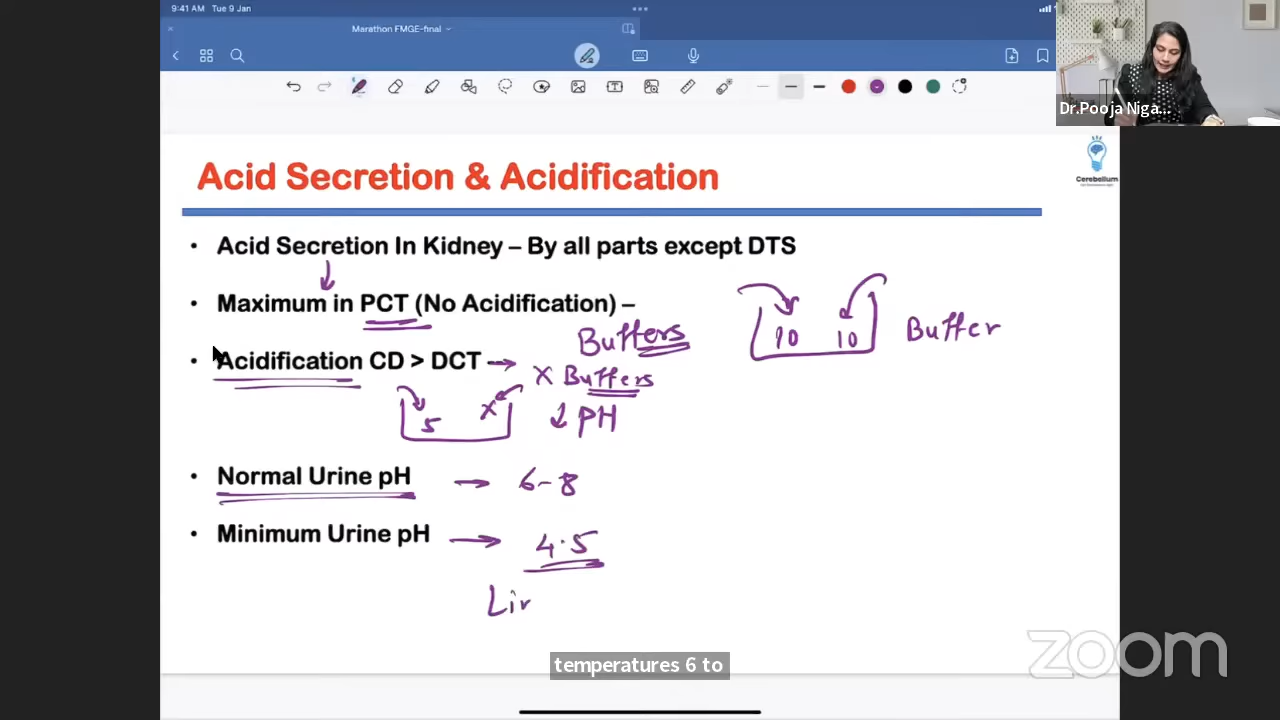 9:41 AM Tue 9 Jan
Marathon FMGE-final
Dr.Pooja Niga...
Cerebellum
Acid Secretion & Acidification
• Acid Secretion In Kidney – By all parts except DTS
• Maximum in PCT (No Acidification) –
Buffers
10 10 Buffer
• Acidification CD > DCT → x Buffers
5 x ↓ PH
• Normal Urine pH → 6-8
• Minimum Urine pH → 4.5
Lir
temperatures 6 to
zoom